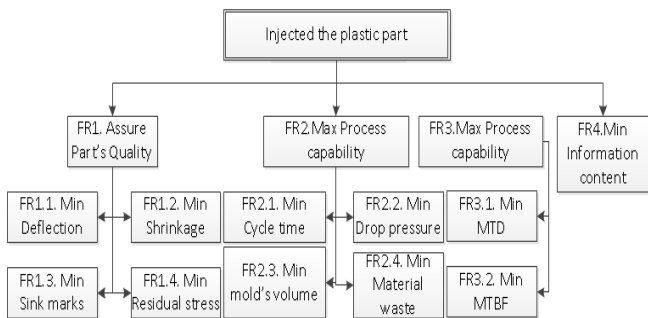 Injected the plastic part
FR1. Assure
Part's Quality
FR2.Max Process
capability
FR3.Max Process
capability
FR4.Min
Information
content
FR1.1. Min
Deflection
FR1.2. Min
Shrinkage
FR2.1. Min
Cycle time
FR2.2. Min
Drop pressure
FR3.1. Min
MTD
FR1.3. Min
Sink marks
FR1.4. Min
Residual stress
FR2.3. Min
mold's volume
FR2.4. Min
Material
waste
FR3.2. Min
MTBF